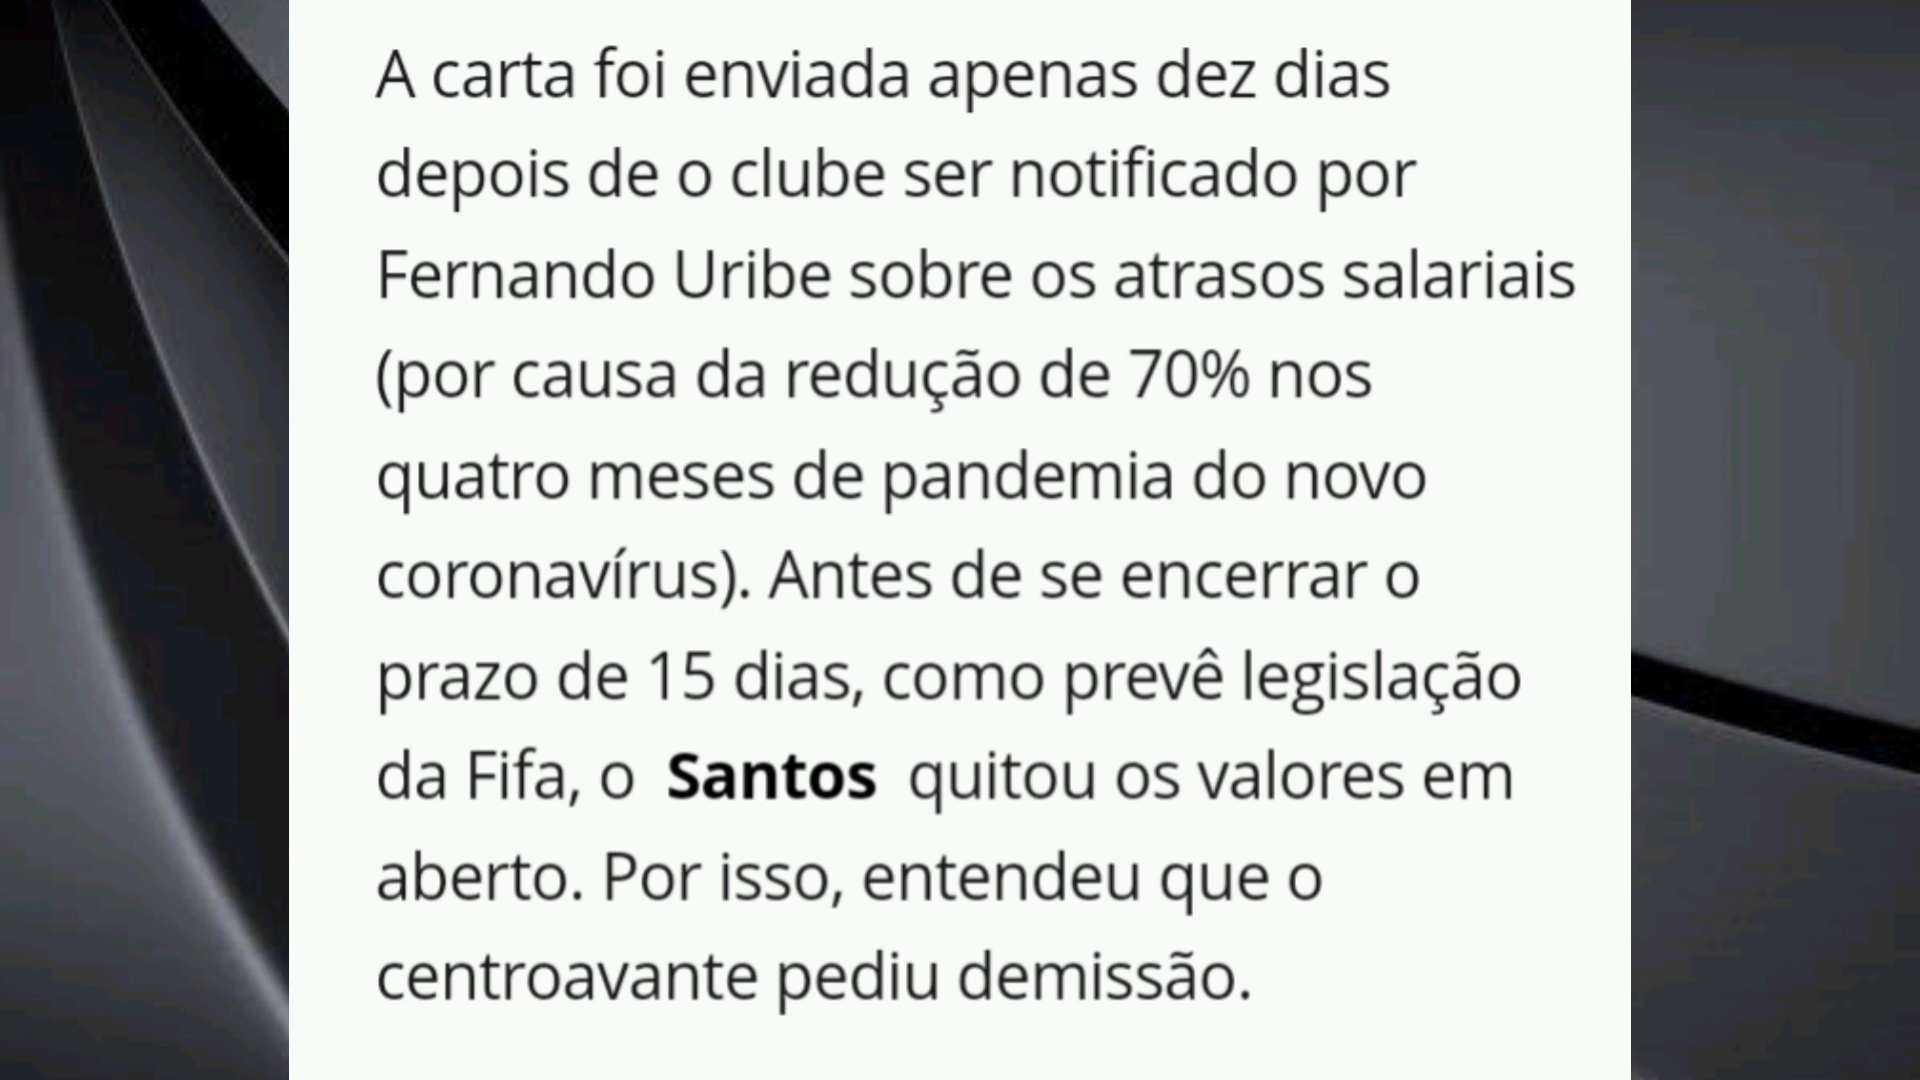 A carta foi enviada apenas dez dias
depois de o clube ser notificado por
Fernando Uribe sobre os atrasos salariais
(por causa da redução de 70% nos
quatro meses de pandemia do novo
coronavírus). Antes de se encerrar o
prazo de 15 dias, como prevê legislação
da Fifa, o Santos quitou os valores em
aberto. Por isso, entendeu que o
centroavante pediu demissão.